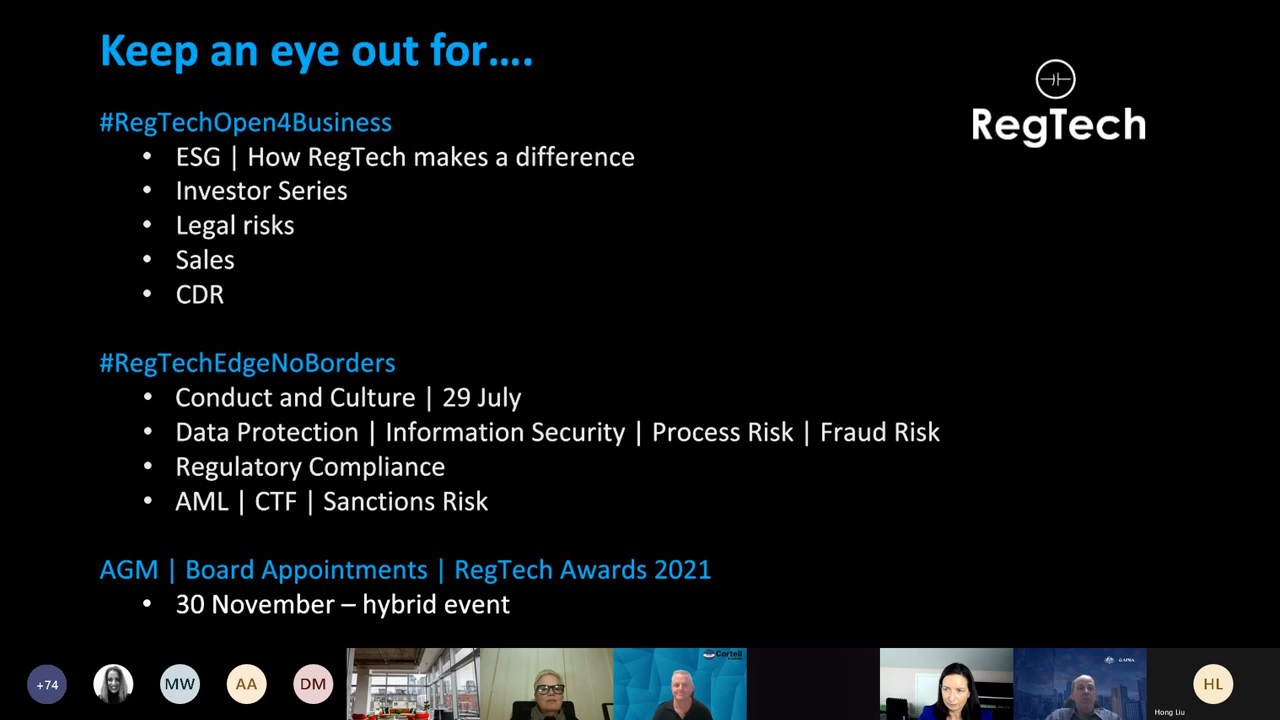 Keep an eye out for....
RegTech
#RegTechOpen4Business
• ESG | How RegTech makes a difference
• Investor Series
• Legal risks
• Sales
• CDR
#RegTechEdgeNoBorders
• Conduct and Culture | 29 July
• Data Protection | Information Security | Process Risk | Fraud Risk
• Regulatory Compliance
• AML | CTF | Sanctions Risk
AGM | Board Appointments | RegTech Awards 2021
• 30 November – hybrid event
+74
MW
AA
DM
Cortell
APRA
HL
Hong Liu